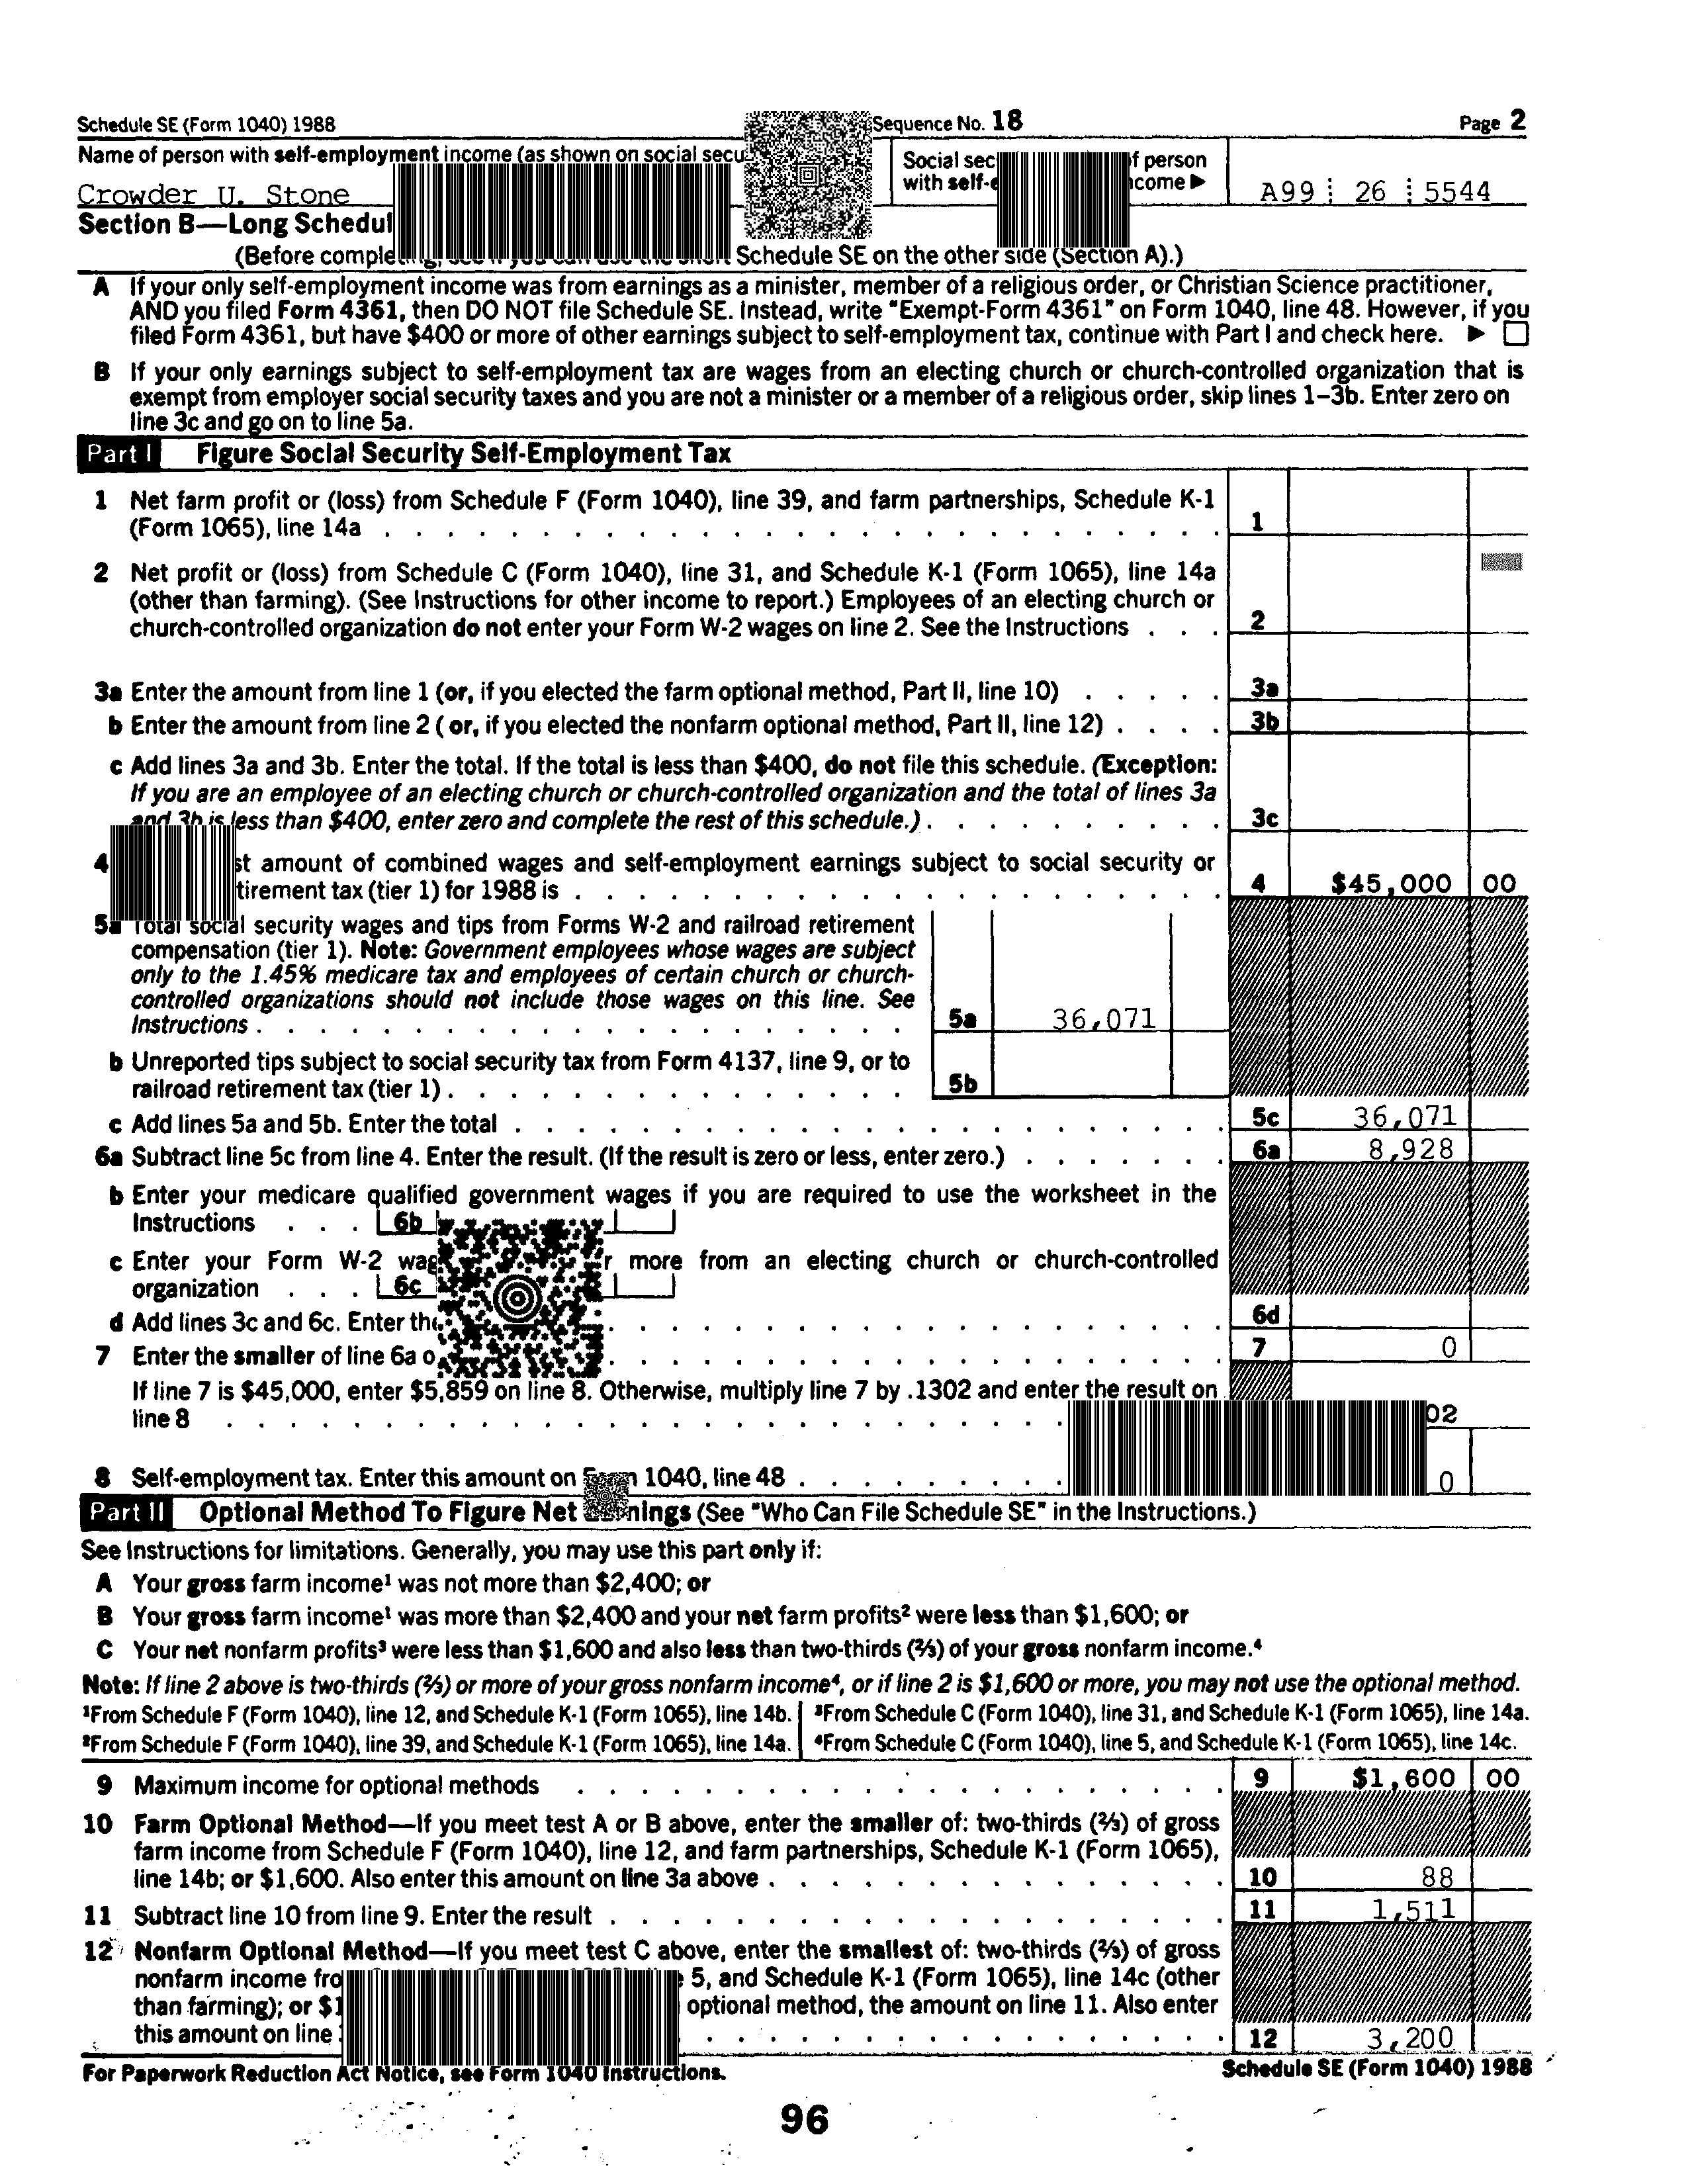 Schedule SE (Form 1040) 1988 Sequence No. 18 Page 2
Name of person with self-employment income (as shown on social Social of person
Crowder U. Stone with come ▶ A99 26 5544
Section B—Long
(Before Schedule SE on the other side (Section A).)
A If your only self-employment income was from earnings as a minister, member of a religious order, or Christian Science practitioner,
AND you filed Form 4361, then DO NOT file Schedule SE. Instead, write "Exempt-Form 4361" on Form 1040, line 48. However, if you
filed Form 4361, but have $400 or more of other earnings subject to self-employment tax, continue with Part I and check here. ▶
B If your only earnings subject to self-employment tax are wages from an electing church or church-controlled organization that is
exempt from employer social security taxes and you are not a minister or a member of a religious order, skip lines 1–3b. Enter zero on
line 3c and go on to line 5a.
Part I Figure Social Security Self-Employment Tax
1 Net farm profit or (loss) from Schedule F (Form 1040), line 39, and farm partnerships, Schedule K-1
(Form 1065), line 14a 1
2 Net profit or (loss) from Schedule C (Form 1040), line 31, and Schedule K-1 (Form 1065), line 14a
(other than farming). (See Instructions for other income to report.) Employees of an electing church or
church-controlled organization do not enter your Form W-2 wages on line 2. See the Instructions . . . 2
3a Enter the amount from line 1 (or, if you elected the farm optional method, Part II, line 10) . . . . . 3a
b Enter the amount from line 2 ( or, if you elected the nonfarm optional method, Part II, line 12) . . . . 3b
c Add lines 3a and 3b. Enter the total. If the total is less than $400, do not file this schedule. (Exception:
If you are an employee of an electing church or church-controlled organization and the total of lines 3a
and 3b is less than $400, enter zero and complete the rest of this schedule.) 3c
4 amount of combined wages and self-employment earnings subject to social security or
tax (tier 1) for 1988 is 4 $45,000 00
5a Total social security wages and tips from Forms W-2 and railroad retirement
compensation (tier 1). Note: Government employees whose wages are subject
only to the 1.45% medicare tax and employees of certain church or church-
controlled organizations should not include those wages on this line. See
Instructions 5a 36,071
b Unreported tips subject to social security tax from Form 4137, line 9, or to
railroad retirement tax (tier 1) 5b
c Add lines 5a and 5b. Enter the total 5c 36,071
6a Subtract line 5c from line 4. Enter the result. (If the result is zero or less, enter zero.) 6a 8,928
b Enter your medicare qualified government wages if you are required to use the worksheet in the
Instructions . . . 6b
c Enter your Form W-2 more from an electing church or church-controlled
organization . . . 6c
d Add lines 3c and 6c. Enter 6d
7 Enter the smaller of line 6a 7 0
If line 7 is $45,000, enter $5,859 on line 8. Otherwise, multiply line 7 by .1302 and enter the result on
line 8 02
8 Self-employment tax. Enter this amount on Form 1040, line 48 0
Part II Optional Method To Figure Net (See "Who Can File Schedule SE" in the Instructions.)
See Instructions for limitations. Generally, you may use this part only if:
A Your gross farm income¹ was not more than $2,400; or
B Your gross farm income¹ was more than $2,400 and your net farm profits² were less than $1,600; or
C Your net nonfarm profits³ were less than $1,600 and also less than two-thirds (⅔) of your gross nonfarm income.⁴
Note: If line 2 above is two-thirds (⅔) or more of your gross nonfarm income⁴, or if line 2 is $1,600 or more, you may not use the optional method.
¹From Schedule F (Form 1040), line 12, and Schedule K-1 (Form 1065), line 14b. ³From Schedule C (Form 1040), line 31, and Schedule K-1 (Form 1065), line 14a.
²From Schedule F (Form 1040), line 39, and Schedule K-1 (Form 1065), line 14a. ⁴From Schedule C (Form 1040), line 5, and Schedule K-1 (Form 1065), line 14c.
9 Maximum income for optional methods 9 $1,600 00
10 Farm Optional Method—If you meet test A or B above, enter the smaller of: two-thirds (⅔) of gross
farm income from Schedule F (Form 1040), line 12, and farm partnerships, Schedule K-1 (Form 1065),
line 14b; or $1,600. Also enter this amount on line 3a above 10 88
11 Subtract line 10 from line 9. Enter the result 11 1,511
12 Nonfarm Optional Method—If you meet test C above, enter the smallest of: two-thirds (⅔) of gross
nonfarm income 5, and Schedule K-1 (Form 1065), line 14c (other
than farming); or optional method, the amount on line 11. Also enter
this amount on line 12 3,200
For Paperwork Reduction Act Notice, see Form 1040 Instructions. Schedule SE (Form 1040) 1988
96